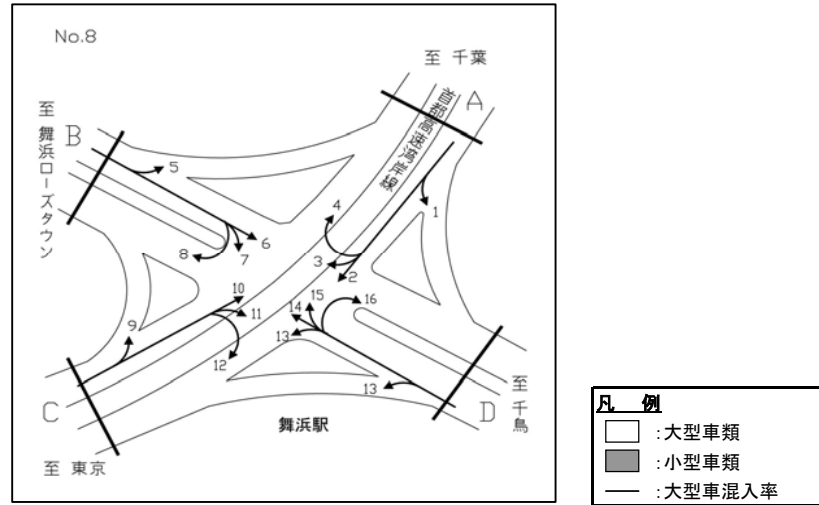 No.8
至 千葉
A
首都高速湾岸線
至 舞浜ローズタウン
B
5
6
7
8
4
3
2
1
10
11
9
12
15
16
14
13
13
C
D
舞浜駅
至 千鳥
至 東京
凡 例
:大型車類
:小型車類
:大型車混入率